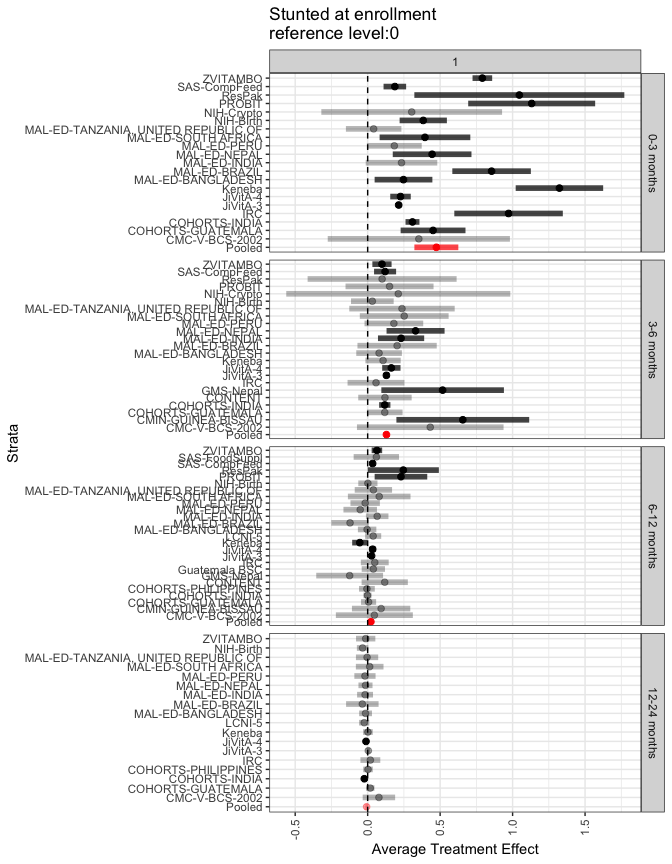 Stunted at enrollment
reference level:0
1
Strata
0-3 months
ZVITAMBO
SAS-CompFeed
ResPak
PROBIT
NIH-Crypto
NIH-Birth
MAL-ED-TANZANIA, UNITED REPUBLIC OF
MAL-ED-SOUTH AFRICA
MAL-ED-PERU
MAL-ED-NEPAL
MAL-ED-INDIA
MAL-ED-BRAZIL
MAL-ED-BANGLADESH
Keneba
JiVitA-4
JiVitA-3
IRC
COHORTS-INDIA
COHORTS-GUATEMALA
CMC-V-BCS-2002
Pooled
3-6 months
ZVITAMBO
SAS-CompFeed
ResPak
PROBIT
NIH-Crypto
NIH-Birth
MAL-ED-TANZANIA, UNITED REPUBLIC OF
MAL-ED-SOUTH AFRICA
MAL-ED-PERU
MAL-ED-NEPAL
MAL-ED-INDIA
MAL-ED-BRAZIL
MAL-ED-BANGLADESH
Keneba
JiVitA-4
JiVitA-3
IRC
GMS-Nepal
CONTENT
COHORTS-INDIA
COHORTS-GUATEMALA
CMIN-GUINEA-BISSAU
CMC-V-BCS-2002
Pooled
6-12 months
ZVITAMBO
SAS-FoodSuppl
SAS-CompFeed
ResPak
PROBIT
NIH-Birth
MAL-ED-TANZANIA, UNITED REPUBLIC OF
MAL-ED-SOUTH AFRICA
MAL-ED-PERU
MAL-ED-NEPAL
MAL-ED-INDIA
MAL-ED-BRAZIL
MAL-ED-BANGLADESH
LCNI-5
Keneba
JiVitA-4
JiVitA-3
IRC
Guatemala BSC
GMS-Nepal
CONTENT
COHORTS-PHILIPPINES
COHORTS-INDIA
COHORTS-GUATEMALA
CMIN-GUINEA-BISSAU
CMC-V-BCS-2002
Pooled
12-24 months
ZVITAMBO
NIH-Birth
MAL-ED-TANZANIA, UNITED REPUBLIC OF
MAL-ED-SOUTH AFRICA
MAL-ED-PERU
MAL-ED-NEPAL
MAL-ED-INDIA
MAL-ED-BRAZIL
MAL-ED-BANGLADESH
LCNI-5
Keneba
JiVitA-4
JiVitA-3
IRC
COHORTS-PHILIPPINES
COHORTS-INDIA
COHORTS-GUATEMALA
CMC-V-BCS-2002
Pooled
-0.5
0.0
0.5
1.0
1.5
Average Treatment Effect